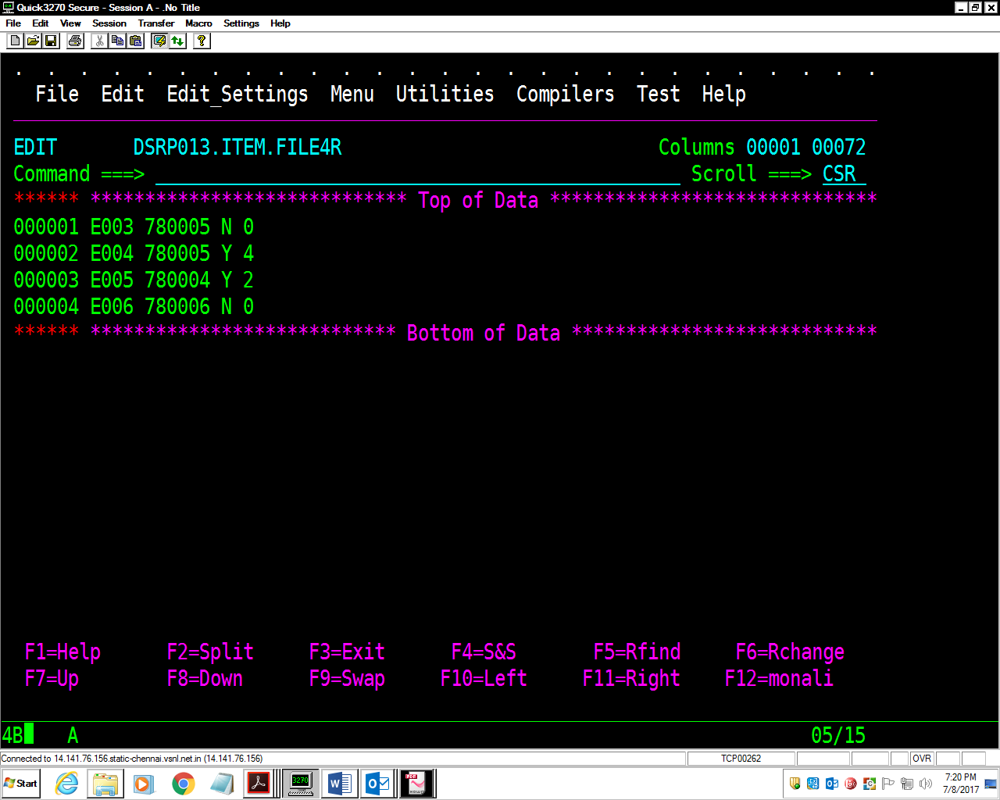 Quick3270 Secure - Session A - .No Title
File Edit View Session Transfer Macro Settings Help
. . . . . . . . . . . . . . . . . . . . . . . . . . .
File Edit Edit_Settings Menu Utilities Compilers Test Help
EDIT DSRP013.ITEM.FILE4R Columns 00001 00072
Command ===> Scroll ===> CSR
****** ***************************** Top of Data ******************************
000001 E003 780005 N 0
000002 E004 780005 Y 4
000003 E005 780004 Y 2
000004 E006 780006 N 0
****** **************************** Bottom of Data ****************************
F1=Help F2=Split F3=Exit F4=S&S F5=Rfind F6=Rchange
F7=Up F8=Down F9=Swap F10=Left F11=Right F12=monali
4B A 05/15
Connected to 14.141.76.156.static-chennai.vsnl.net.in (14.141.76.156) TCP00262 OVR
Start 3270 7:20 PM
7/8/2017